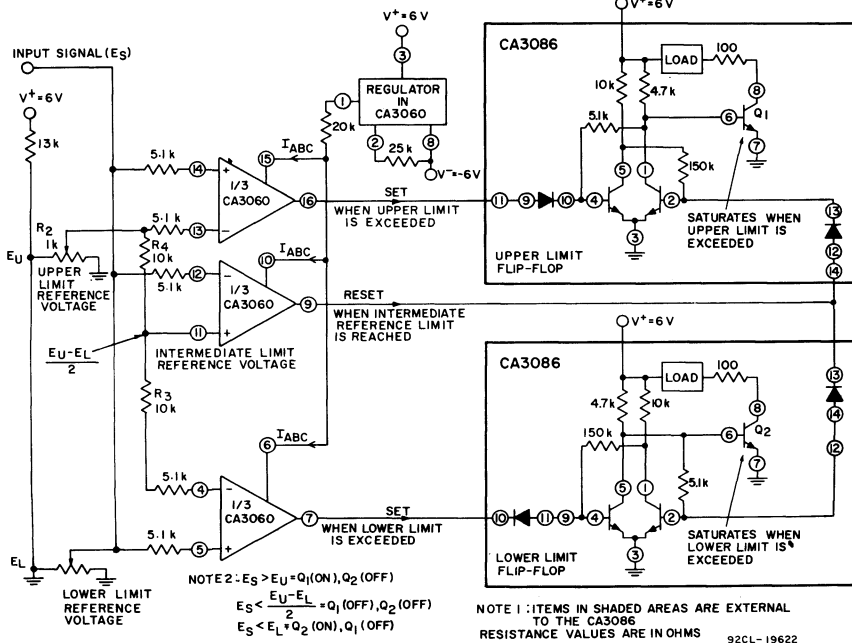 V+=6V
INPUT SIGNAL (ES)
V+=6V
13k
V+=6V
3
REGULATOR
IN
CA3060
1
2
8
20k
25k
V-=-6V
5.1k
14
+
1/3
CA3060
15
IABC
16
SET
WHEN UPPER LIMIT
IS EXCEEDED
5.1k
13
−
R2
1k
EU
UPPER
LIMIT
REFERENCE
VOLTAGE
R4
10k
12
−
5.1k
1/3
CA3060
10
IABC
9
RESET
WHEN INTERMEDIATE
REFERENCE LIMIT
IS REACHED
11
+
EU-EL
2
INTERMEDIATE LIMIT
REFERENCE VOLTAGE
R3
10k
6
IABC
5.1k
4
−
1/3
CA3060
7
SET
WHEN LOWER LIMIT
IS EXCEEDED
5.1k
5
+
EL
LOWER LIMIT
REFERENCE
VOLTAGE
CA3086
LOAD
100
10k
4.7k
8
5.1k
6
Q1
7
150k
5
1
11
9
10
4
2
3
SATURATES WHEN
UPPER LIMIT IS
EXCEEDED
UPPER LIMIT
FLIP-FLOP
13
12
14
V+=6V
CA3086
LOAD
100
4.7k
10k
8
150k
6
Q2
7
5.1k
5
1
10
11
9
4
2
3
SATURATES WHEN
LOWER LIMIT IS
EXCEEDED
LOWER LIMIT
FLIP-FLOP
13
14
12
NOTE 2:-ES > EU = Q1(ON), Q2(OFF)
ES < EU-EL
2 = Q1(OFF), Q2(OFF)
ES < EL = Q2(ON), Q1(OFF)
NOTE 1: ITEMS IN SHADED AREAS ARE EXTERNAL
TO THE CA3086
RESISTANCE VALUES ARE IN OHMS
92CL-19622